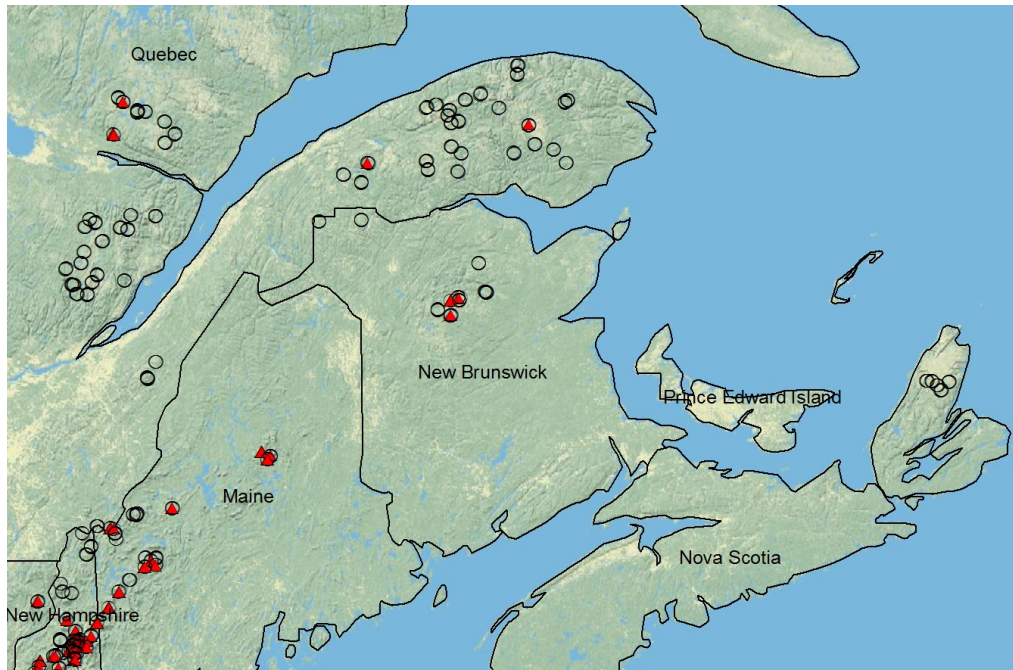 Quebec
New Brunswick
Prince Edward Island
Maine
Nova Scotia
New Hampshire